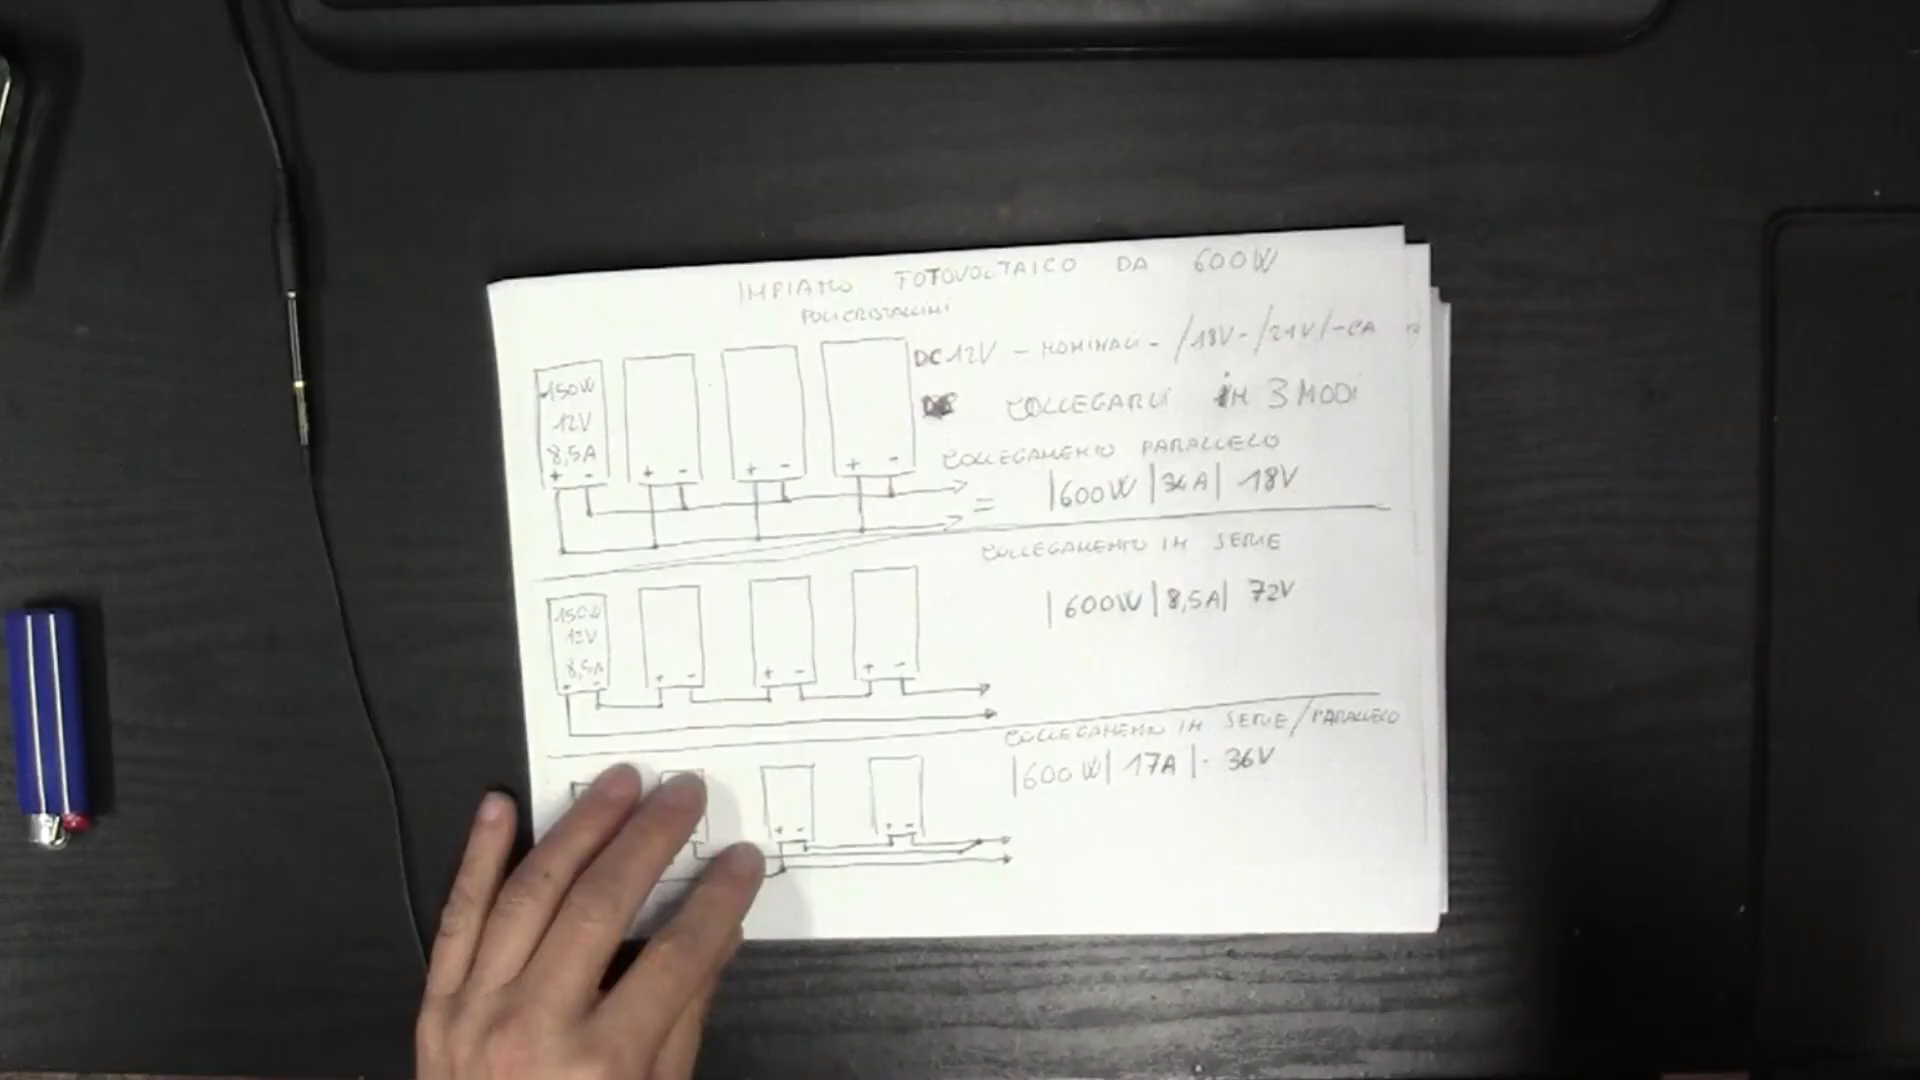 IMPIANTO FOTOVOLTAICO DA 600W
POLICRISTALLINI
DC 12V - NOMINALI - /18V-/21V/-CA
COLLEGARLI IN 3 MODI
150W
12V
8,5A
+ -
+ -
+ -
+ -
COLLEGAMENTO PARALLELO
= |600W|34A| 18V
COLLEGAMENTO IN SERIE
150W
12V
8,5A
+ -
+ -
+ -
+ -
|600W|8,5A| 72V
COLLEGAMENTO IN SERIE/PARALLELO
|600W| 17A |- 36V
+ -
+ -